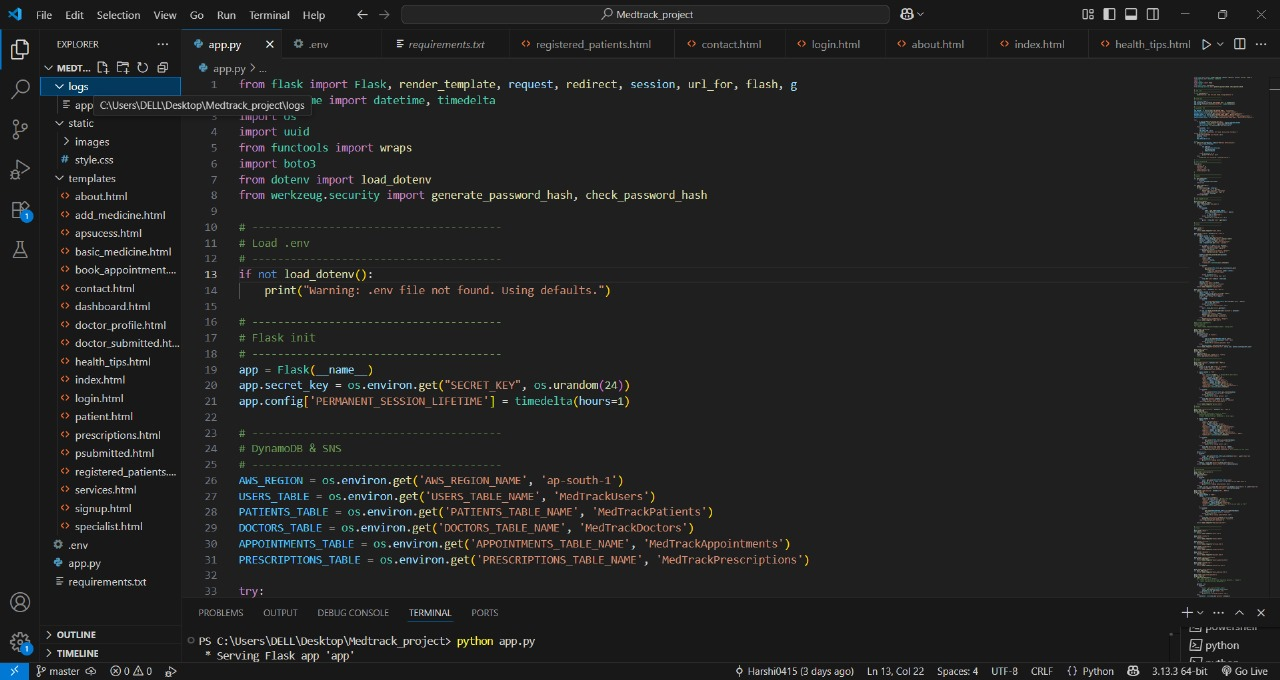 File Edit Selection View Go Run Terminal Help
Medtrack_project
EXPLORER
app.py
.env
requirements.txt
registered_patients.html
contact.html
login.html
about.html
index.html
health_tips.html
MEDT...
logs
app
C:\Users\DELL\Desktop\Medtrack_project\logs
static
images
# style.css
templates
about.html
add_medicine.html
apsucess.html
basic_medicine.html
book_appointment....
contact.html
dashboard.html
doctor_profile.html
doctor_submitted.ht...
health_tips.html
index.html
login.html
patient.html
prescriptions.html
psubmitted.html
registered_patients....
services.html
signup.html
specialist.html
.env
app.py
requirements.txt
OUTLINE
TIMELINE
app.py > ...
1 from flask import Flask, render_template, request, redirect, session, url_for, flash, g
me import datetime, timedelta
3 import os
4 import uuid
5 from functools import wraps
6 import boto3
7 from dotenv import load_dotenv
8 from werkzeug.security import generate_password_hash, check_password_hash
9
10 # ---------------------------------------
11 # Load .env
12 # ---------------------------------------
13 if not load_dotenv():
14 print("Warning: .env file not found. Using defaults.")
15
16 # ---------------------------------------
17 # Flask init
18 # ---------------------------------------
19 app = Flask(__name__)
20 app.secret_key = os.environ.get("SECRET_KEY", os.urandom(24))
21 app.config['PERMANENT_SESSION_LIFETIME'] = timedelta(hours=1)
22
23 # ---------------------------------------
24 # DynamoDB & SNS
25 # ---------------------------------------
26 AWS_REGION = os.environ.get('AWS_REGION_NAME', 'ap-south-1')
27 USERS_TABLE = os.environ.get('USERS_TABLE_NAME', 'MedTrackUsers')
28 PATIENTS_TABLE = os.environ.get('PATIENTS_TABLE_NAME', 'MedTrackPatients')
29 DOCTORS_TABLE = os.environ.get('DOCTORS_TABLE_NAME', 'MedTrackDoctors')
30 APPOINTMENTS_TABLE = os.environ.get('APPOINTMENTS_TABLE_NAME', 'MedTrackAppointments')
31 PRESCRIPTIONS_TABLE = os.environ.get('PRESCRIPTIONS_TABLE_NAME', 'MedTrackPrescriptions')
32
33 try:
PROBLEMS OUTPUT DEBUG CONSOLE TERMINAL PORTS
PS C:\Users\DELL\Desktop\Medtrack_project> python app.py
* Serving Flask app 'app'
powershell
python
python
master
0 0
Harshi0415 (3 days ago)
Ln 13, Col 22
Spaces: 4
UTF-8
CRLF
{} Python
3.13.3 64-bit
Go Live